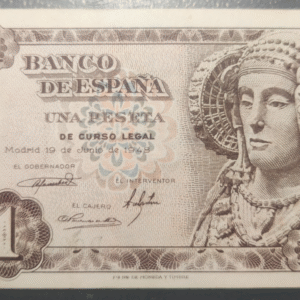 BANCO
DE ESPAÑA
UNA PESETA
DE CURSO LEGAL
Madrid 19 de Junio de 1948
EL GOBERNADOR
EL INTERVENTOR
EL CAJERO
1